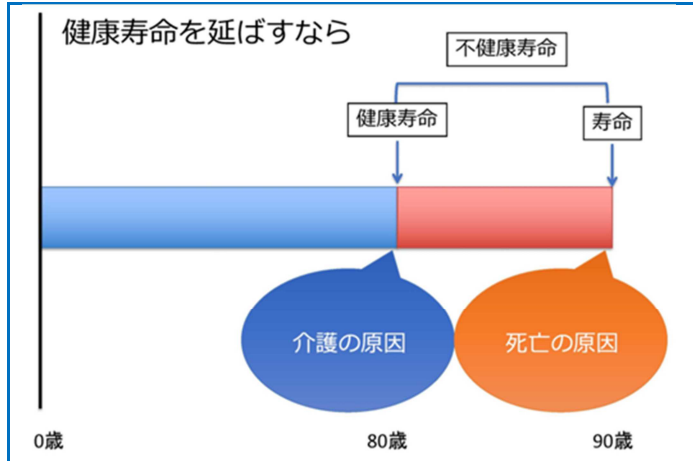 健康寿命を延ばすなら
不健康寿命
健康寿命
寿命
介護の原因
死亡の原因
0歳
80歳
90歳